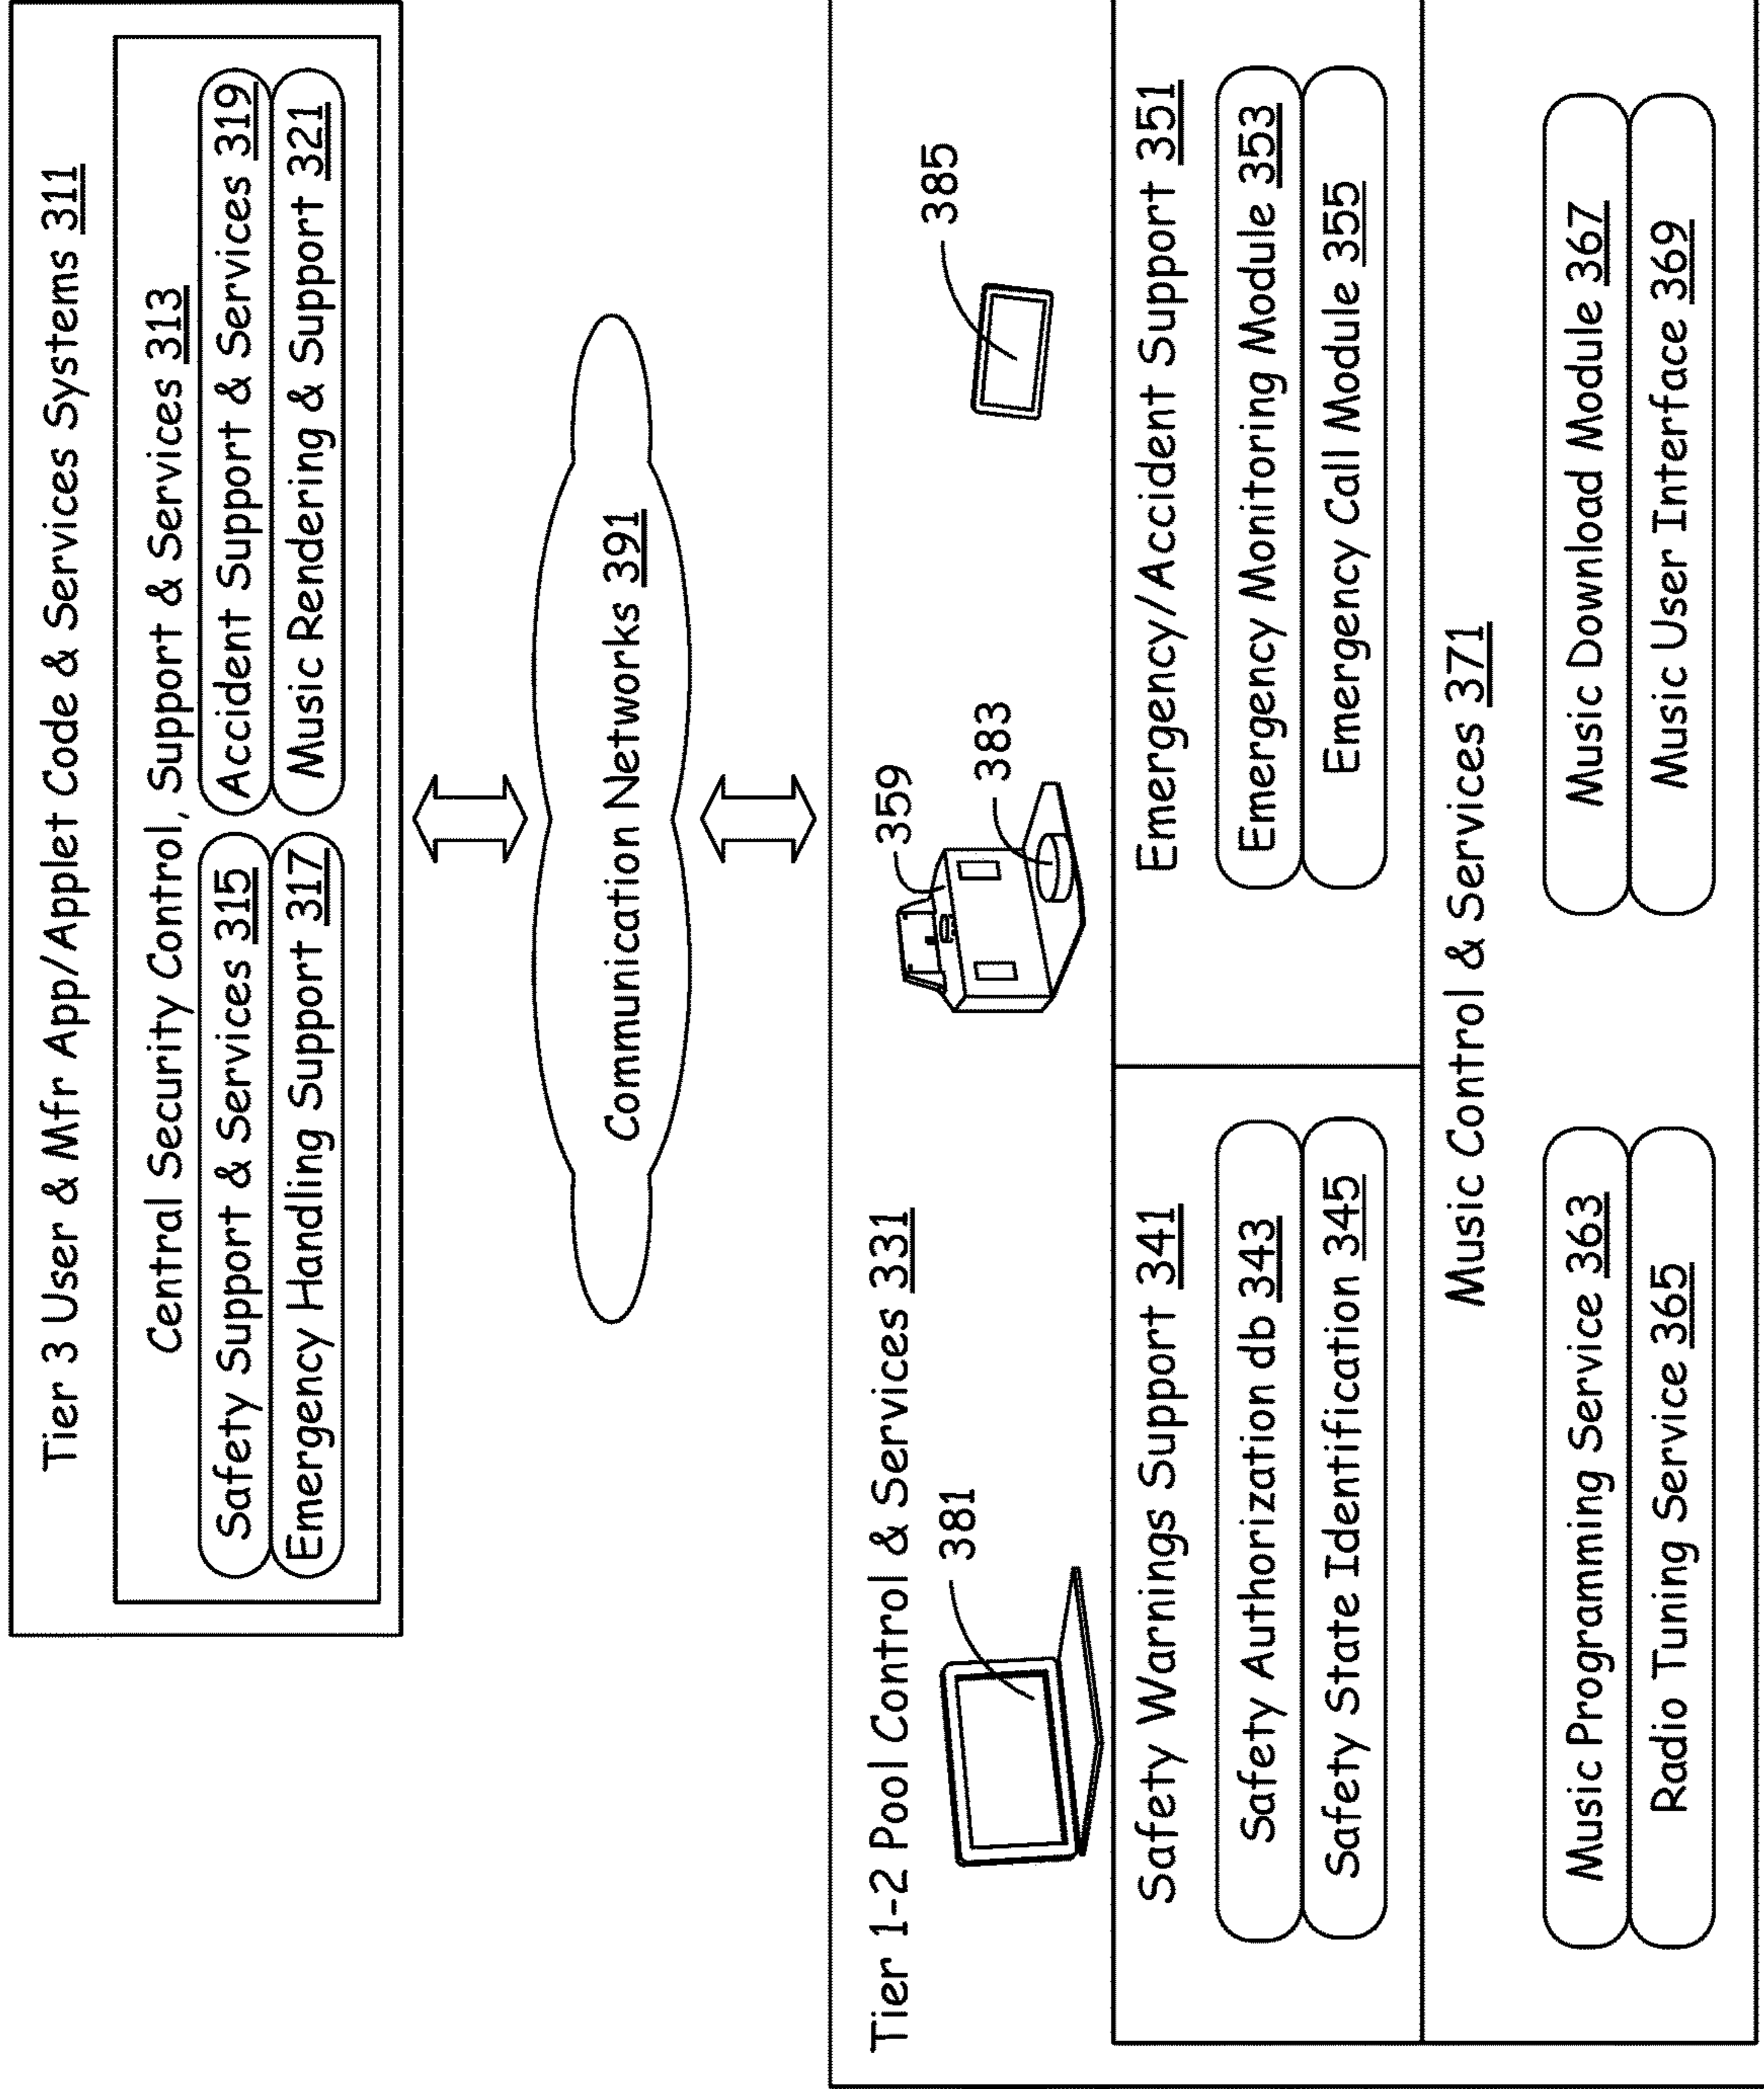 Tier 3 User & Mfr App/Applet Code & Services Systems 311
Central Security Control, Support & Services 313
Safety Support & Services 315
Accident Support & Services 319
Emergency Handling Support 317
Music Rendering & Support 321
Communication Networks 391
Tier 1-2 Pool Control & Services 331
359
381
383
385
Safety Warnings Support 341
Safety Authorization db 343
Safety State Identification 345
Emergency/Accident Support 351
Emergency Monitoring Module 353
Emergency Call Module 355
Music Control & Services 371
Music Programming Service 363
Music Download Module 367
Radio Tuning Service 365
Music User Interface 369